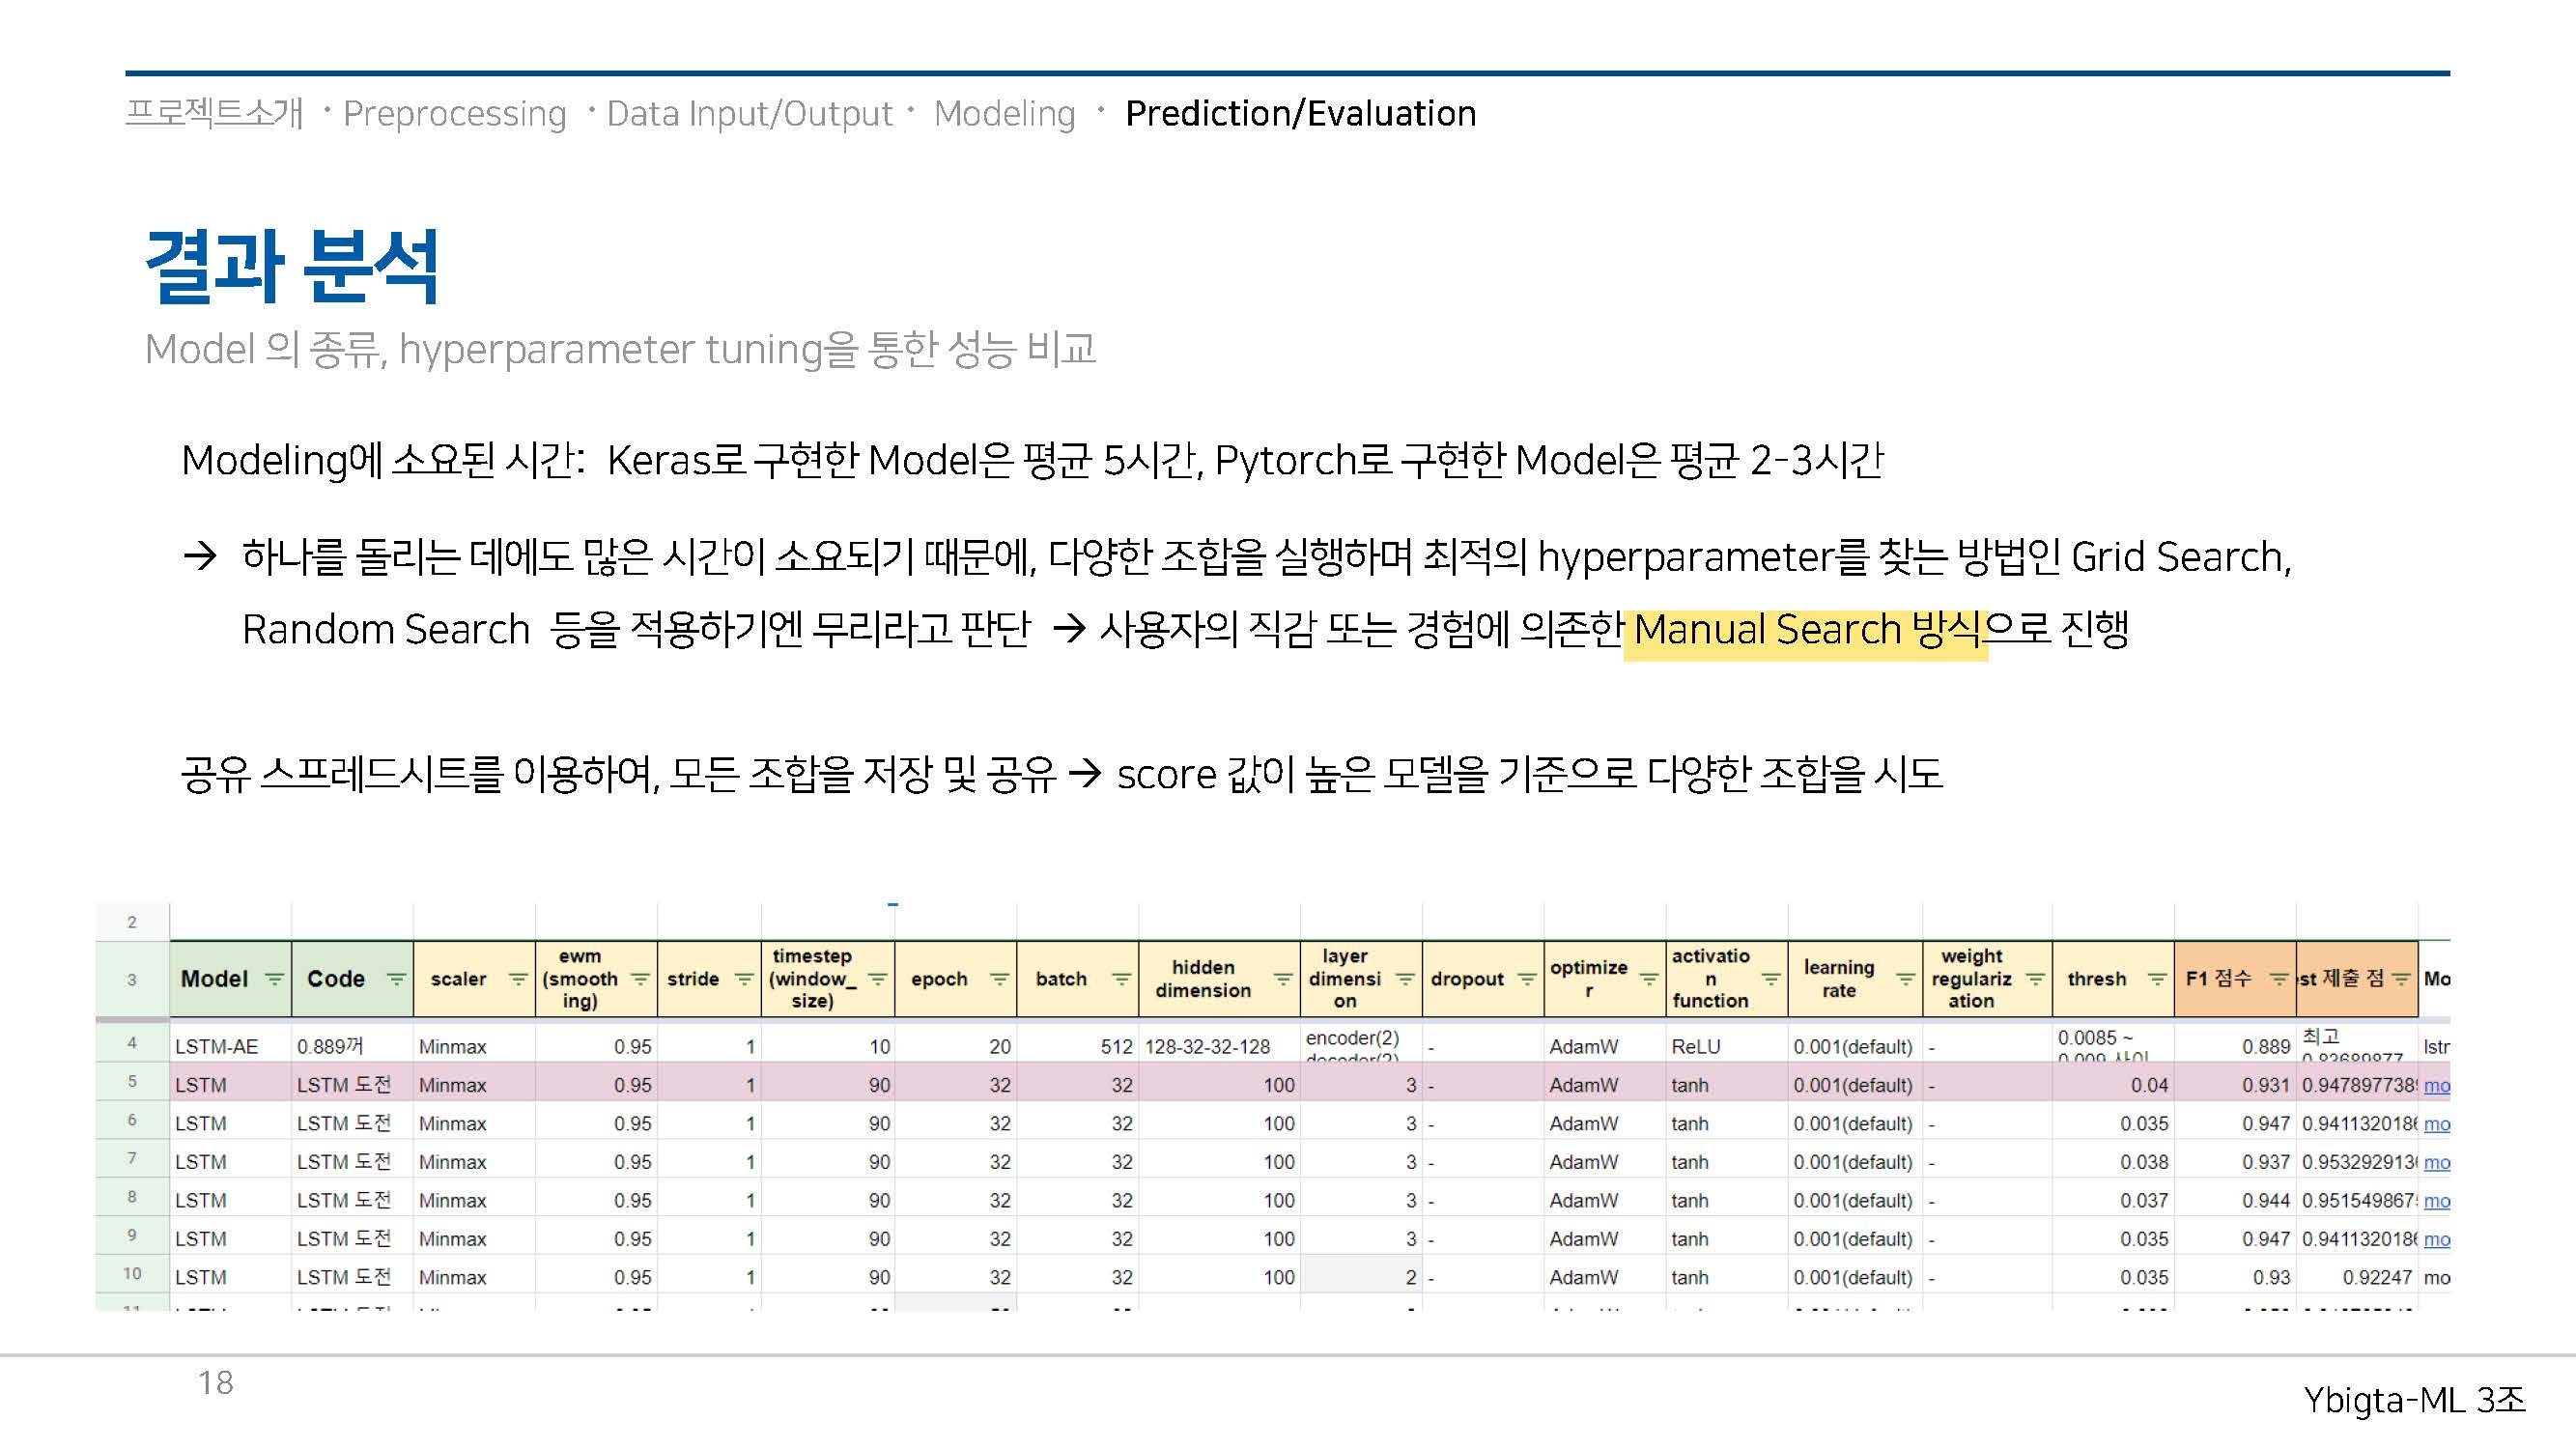 프로젝트소개 · Preprocessing · Data Input/Output · Modeling · Prediction/Evaluation
결과 분석
Model 의 종류, hyperparameter tuning을 통한 성능 비교
Modeling에 소요된 시간: Keras로 구현한 Model은 평균 5시간, Pytorch로 구현한 Model은 평균 2-3시간
→ 하나를 돌리는 데에도 많은 시간이 소요되기 때문에, 다양한 조합을 실행하며 최적의 hyperparameter를 찾는 방법인 Grid Search,
Random Search 등을 적용하기엔 무리라고 판단 → 사용자의 직감 또는 경험에 의존한 Manual Search 방식으로 진행
공유 스프레드시트를 이용하여, 모든 조합을 저장 및 공유 → score 값이 높은 모델을 기준으로 다양한 조합을 시도
2
3 Model Code scaler ewm (smoothing) stride timestep (window_size) epoch batch hidden dimension layer dimension dropout optimizer activation function learning rate weight regularization thresh F1 점수 st 제출 점 Mo
4 LSTM-AE 0.889꺼 Minmax 0.95 1 10 20 512 128-32-32-128 encoder(2) - AdamW ReLU 0.001(default) - 0.0085 ~ 0.889 최고 lstr
5 LSTM LSTM 도전 Minmax 0.95 1 90 32 32 100 3 - AdamW tanh 0.001(default) - 0.04 0.931 0.947897738 mo
6 LSTM LSTM 도전 Minmax 0.95 1 90 32 32 100 3 - AdamW tanh 0.001(default) - 0.035 0.947 0.941132018 mo
7 LSTM LSTM 도전 Minmax 0.95 1 90 32 32 100 3 - AdamW tanh 0.001(default) - 0.038 0.937 0.953292913 mo
8 LSTM LSTM 도전 Minmax 0.95 1 90 32 32 100 3 - AdamW tanh 0.001(default) - 0.037 0.944 0.951549867 mo
9 LSTM LSTM 도전 Minmax 0.95 1 90 32 32 100 3 - AdamW tanh 0.001(default) - 0.035 0.947 0.941132018 mo
10 LSTM LSTM 도전 Minmax 0.95 1 90 32 32 100 2 - AdamW tanh 0.001(default) - 0.035 0.93 0.92247 mo
18
Ybigta-ML 3조